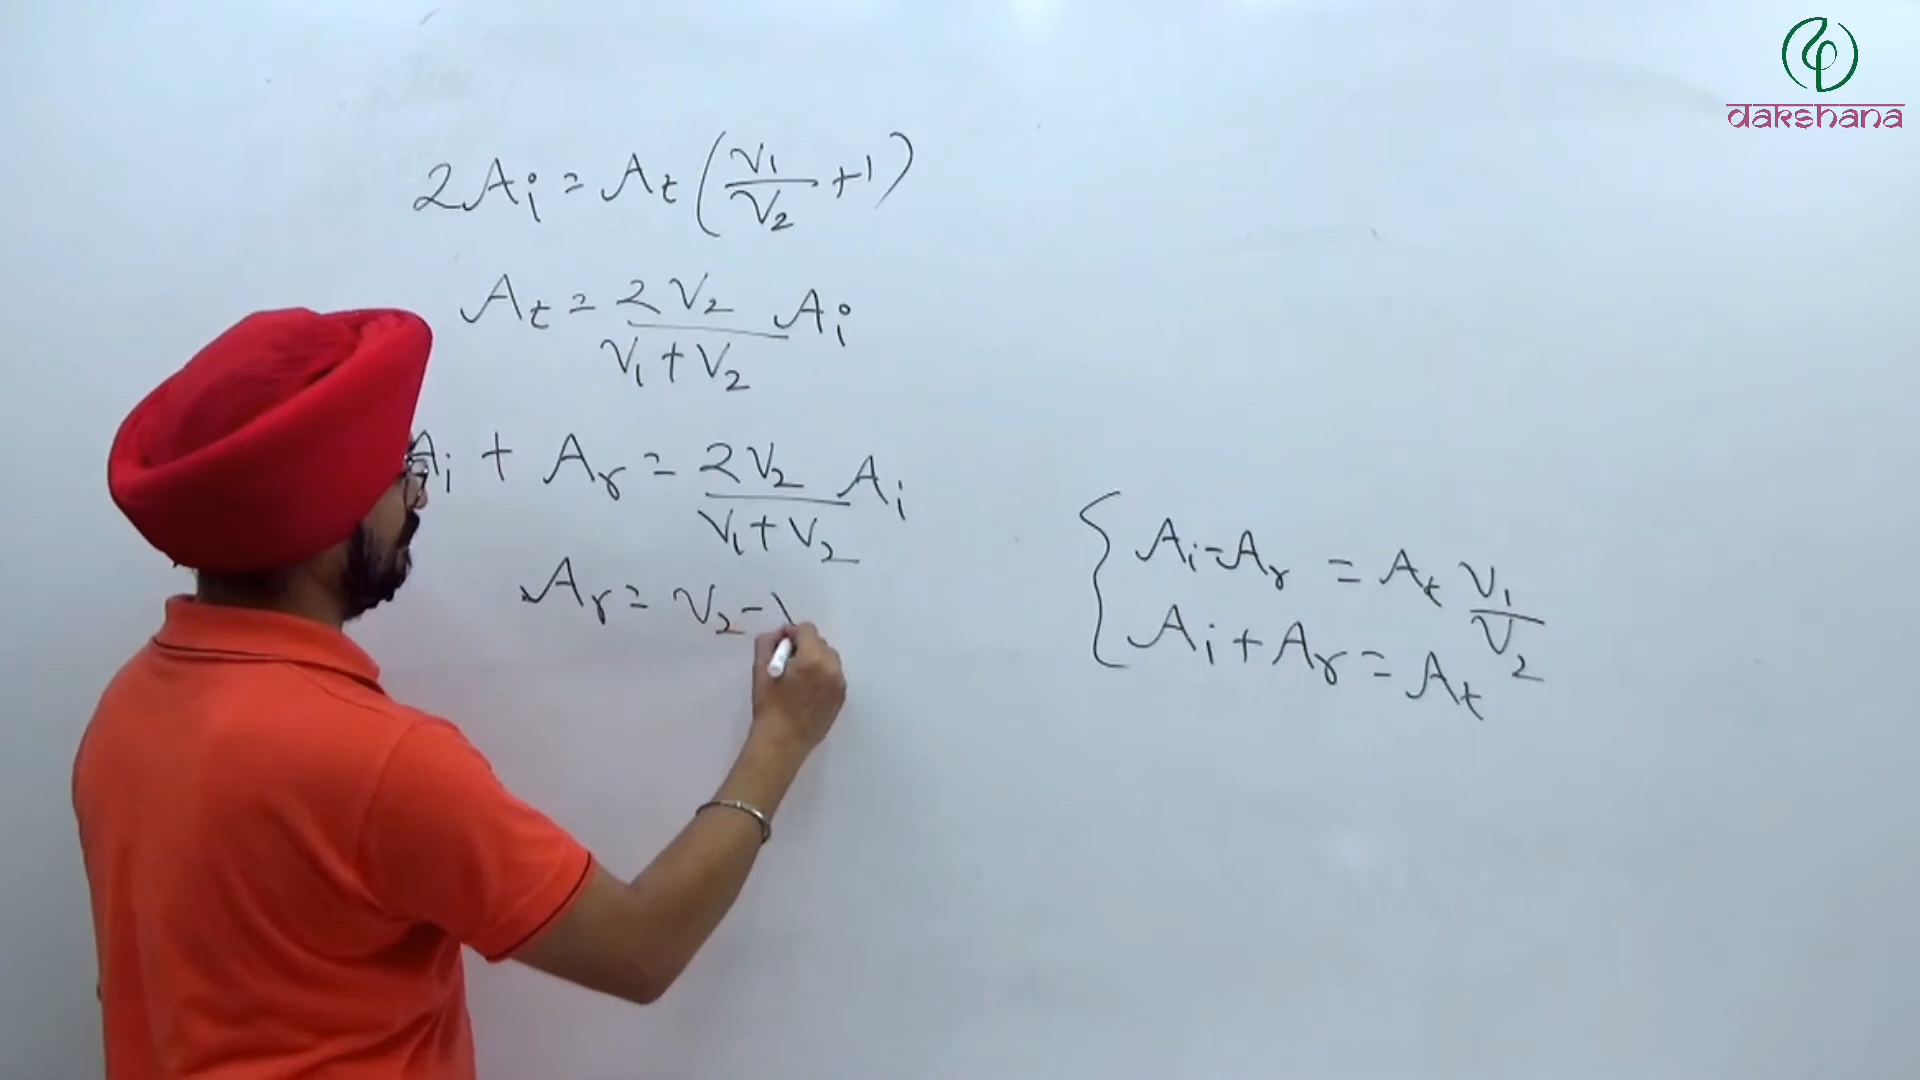 dakshana
2Ai = At (V1/V2 + 1)
At = 2V2/V1+V2 Ai
Ai + Ar = 2V2/V1+V2 Ai
Ar = V2 -
Ai - Ar = At V1/V2
Ai + Ar = At